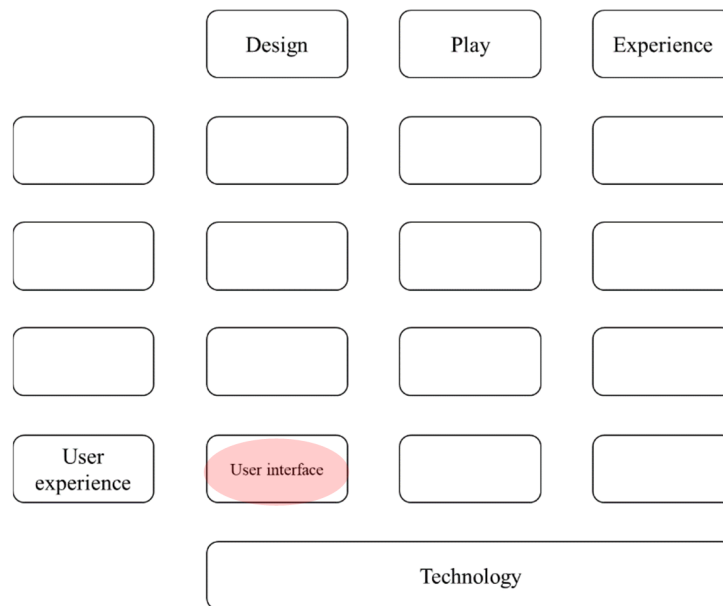 Design
Play
Experience
User
experience
User interface
Technology